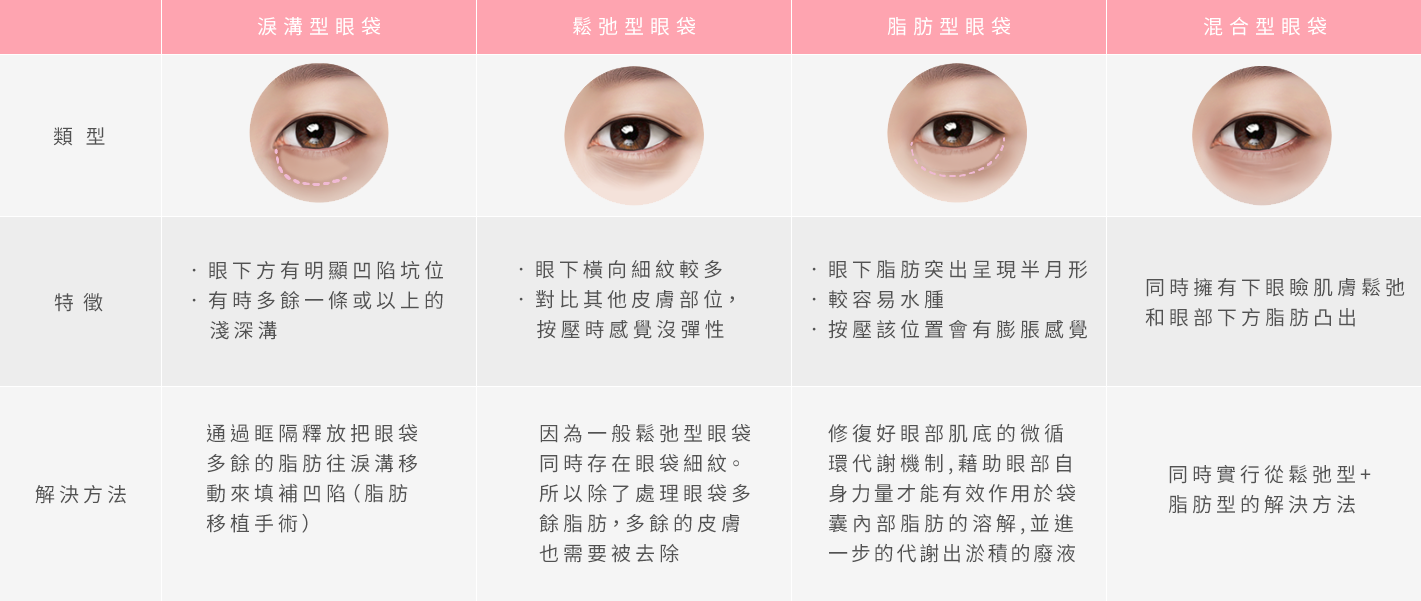 淚溝型眼袋
鬆弛型眼袋
脂肪型眼袋
混合型眼袋
類型
特徵
· 眼下方有明顯凹陷坑位
· 有時多餘一條或以上的
淺深溝
· 眼下橫向細紋較多
· 對比其他皮膚部位，
按壓時感覺沒彈性
· 眼下脂肪突出呈現半月形
· 較容易水腫
· 按壓該位置會有膨脹感覺
同時擁有下眼瞼肌膚鬆弛
和眼部下方脂肪凸出
解決方法
通過眶隔釋放把眼袋
多餘的脂肪往淚溝移
動來填補凹陷（脂肪
移植手術）
因為一般鬆弛型眼袋
同時存在眼袋細紋。
所以除了處理眼袋多
餘脂肪，多餘的皮膚
也需要被去除
修復好眼部肌底的微循
環代謝機制,藉助眼部自
身力量才能有效作用於袋
囊內部脂肪的溶解,並進
一步的代謝出淤積的廢液
同時實行從鬆弛型+
脂肪型的解決方法